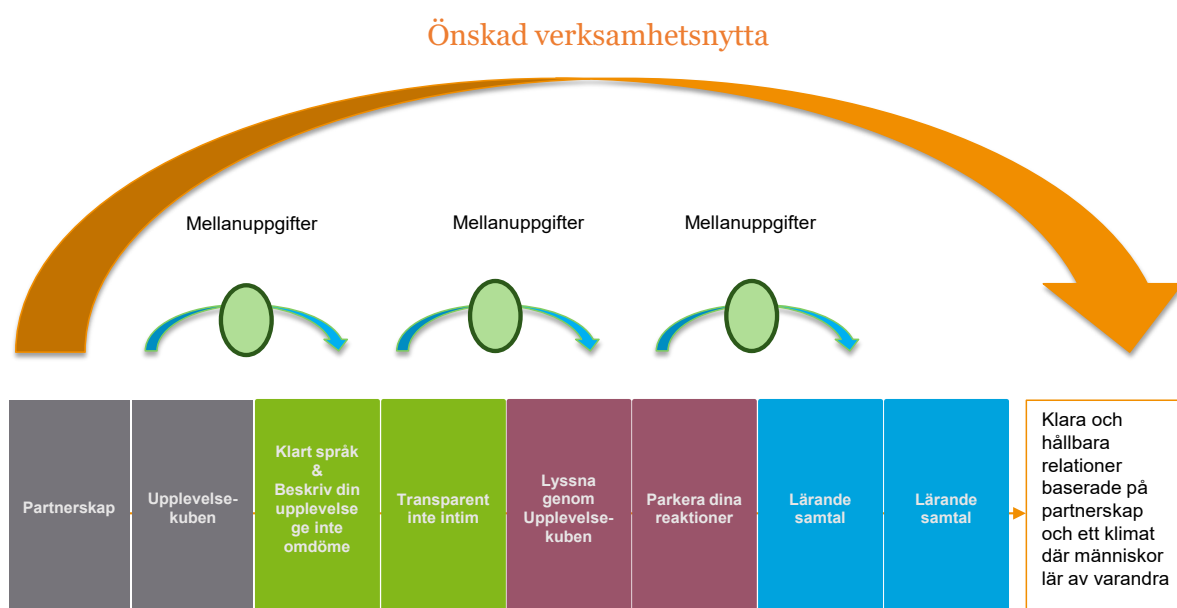 Önskad verksamhetsnytta
Mellanuppgifter
Mellanuppgifter
Mellanuppgifter
Partnerskap
Upplevelse-
kuben
Klart språk
&
Beskriv din
upplevelse
ge inte
omdöme
Transparent
inte intim
Lyssna
genom
Upplevelse-
kuben
Parkera dina
reaktioner
Lärande
samtal
Lärande
samtal
Klara och
hållbara
relationer
baserade på
partnerskap
och ett klimat
där människor
lär av varandra